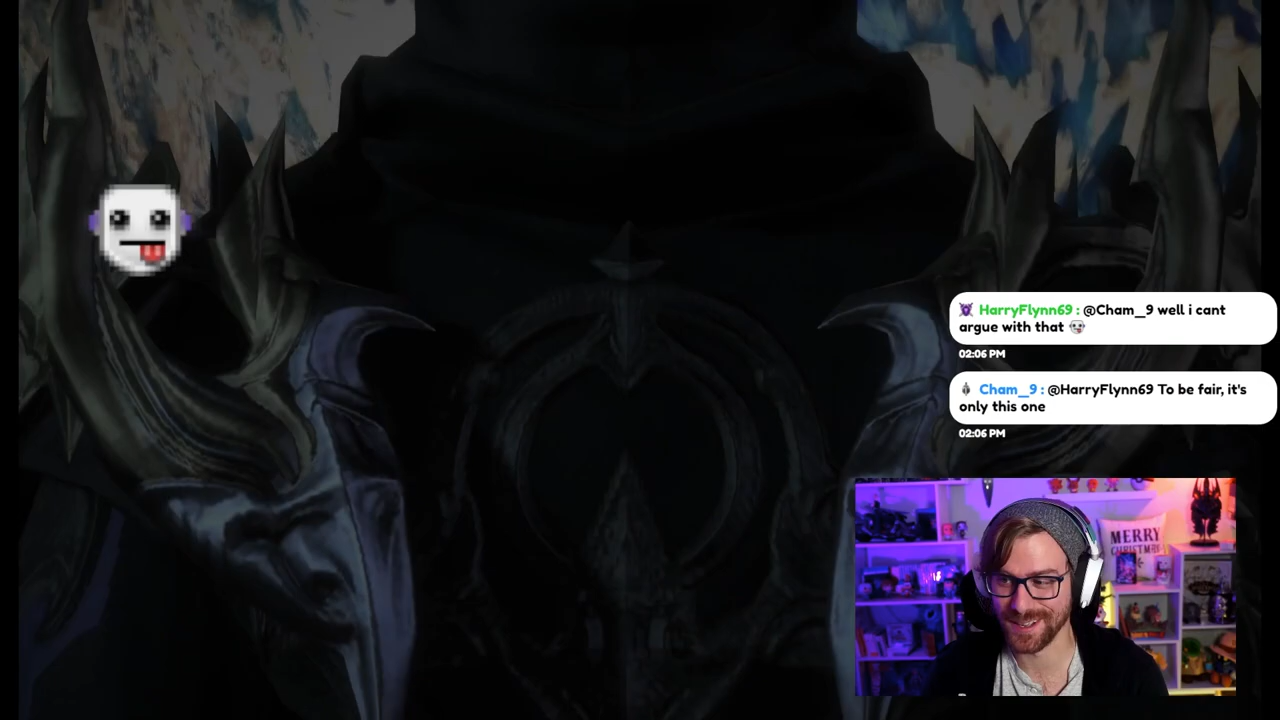 HarryFlynn69 : @Cham_9 well i cant
argue with that
02:06 PM
Cham_9 : @HarryFlynn69 To be fair, it's
only this one
02:06 PM
MERRY
CHRISTMAS